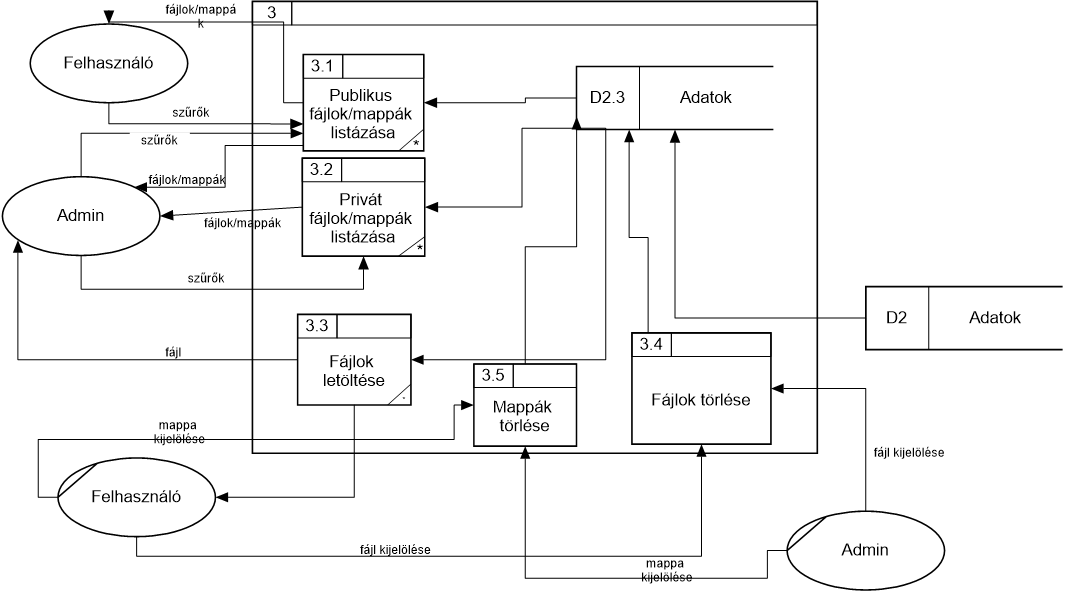 fájlok/mappá
k
3
Felhasználó
3.1
Publikus
fájlok/mappák
listázása
*
D2.3
Adatok
szűrők
szűrők
fájlok/mappák
3.2
Privát
fájlok/mappák
listázása
*
Admin
fájlok/mappák
szűrők
D2
Adatok
3.3
Fájlok
letöltése
fájl
3.4
Fájlok törlése
3.5
Mappák
törlése
mappa
kijelölése
fájl kijelölése
Felhasználó
fájl kijelölése
Admin
mappa
kijelölése